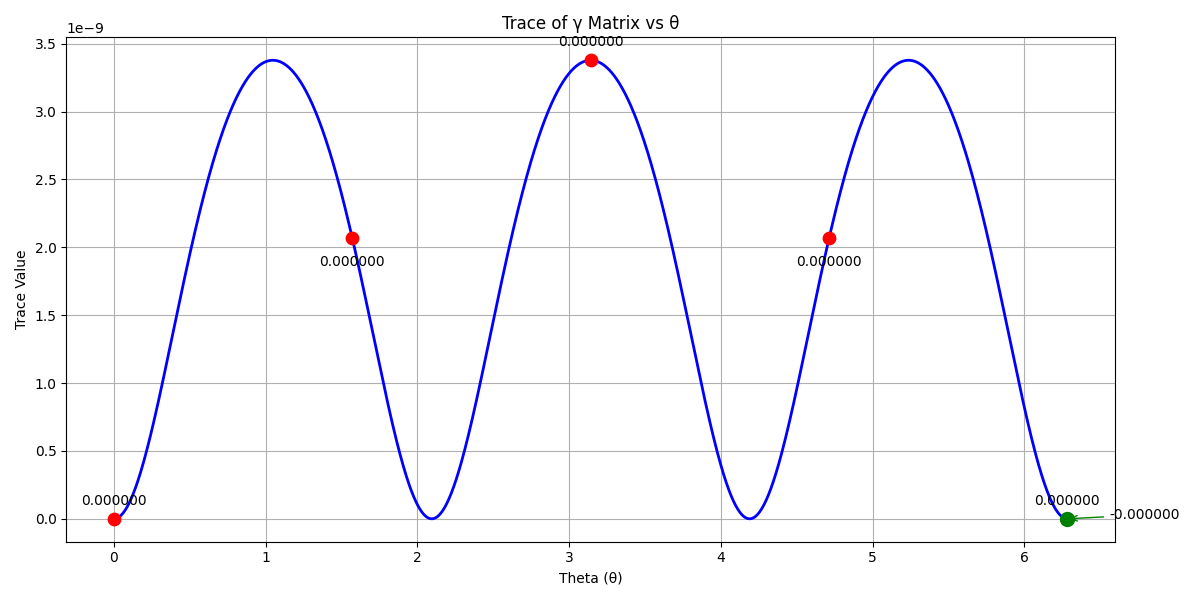 Trace of γ Matrix vs θ
1e−9
3.5
3.0
2.5
2.0
1.5
1.0
0.5
0.0
Trace Value
0.000000
0.000000
0.000000
0.000000
0.000000
-0.000000
0 1 2 3 4 5 6
Theta (θ)